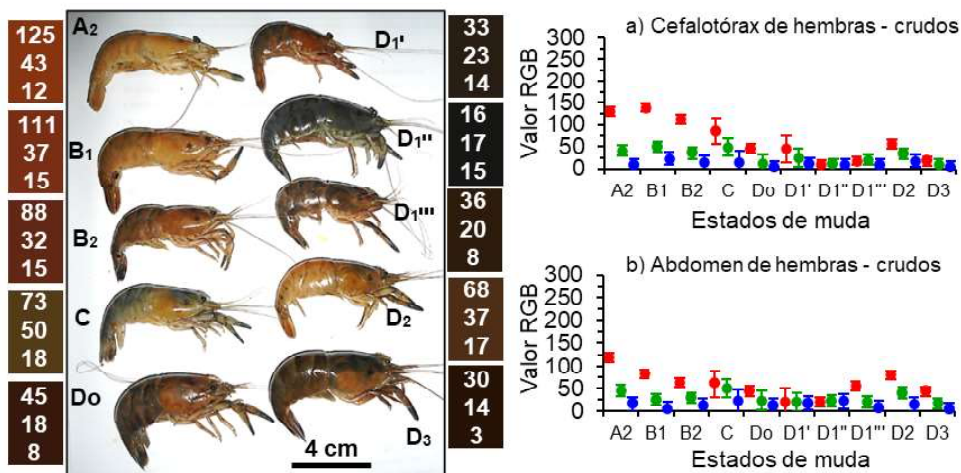 125
43
12
111
37
15
88
32
15
73
50
18
45
18
8
A2
B1
B2
C
Do
D1'
D1''
D1'''
D2
D3
4 cm
33
23
14
16
17
15
36
20
8
68
37
17
30
14
3
a) Cefalotórax de hembras - crudos
Valor RGB
300
250
200
150
100
50
0
A2 B1 B2 C Do D1' D1'' D1''' D2 D3
Estados de muda
b) Abdomen de hembras - crudos
Valor RGB
300
250
200
150
100
50
0
A2 B1 B2 C Do D1' D1'' D1''' D2 D3
Estados de muda